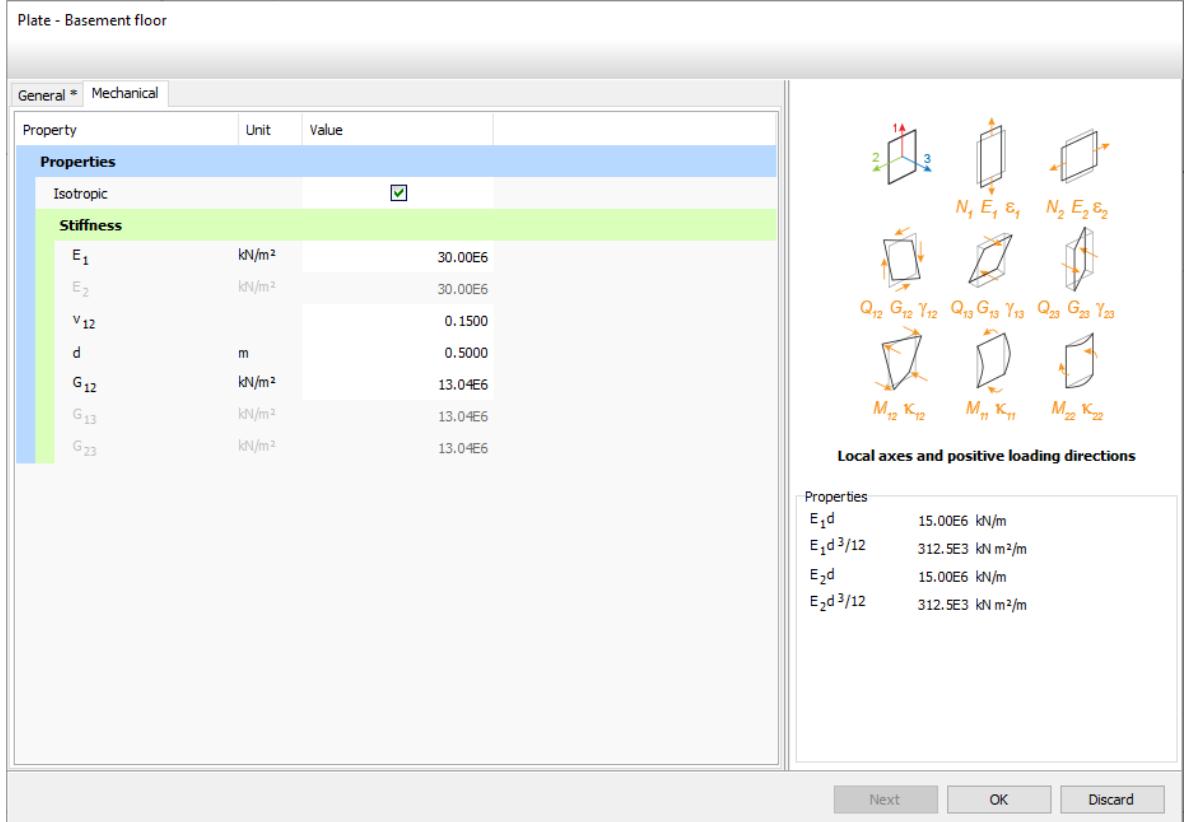 Plate - Basement floor
General * Mechanical
Property Unit Value
Properties
Isotropic
Stiffness
E₁ kN/m² 30.00E6
E₂ kN/m² 30.00E6
ν₁₂ 0.1500
d m 0.5000
G₁₂ kN/m² 13.04E6
G₁₃ kN/m² 13.04E6
G₂₃ kN/m² 13.04E6
1
2 3
N₁ E₁ ε₁ N₂ E₂ ε₂
Q₁₂ G₁₂ γ₁₂ Q₁₃ G₁₃ γ₁₃ Q₂₃ G₂₃ γ₂₃
M₁₂ κ₁₂ M₁₁ κ₁₁ M₂₂ κ₂₂
Local axes and positive loading directions
Properties
E₁d 15.00E6 kN/m
E₁d³/12 312.5E3 kN m²/m
E₂d 15.00E6 kN/m
E₂d³/12 312.5E3 kN m²/m
Next OK Discard